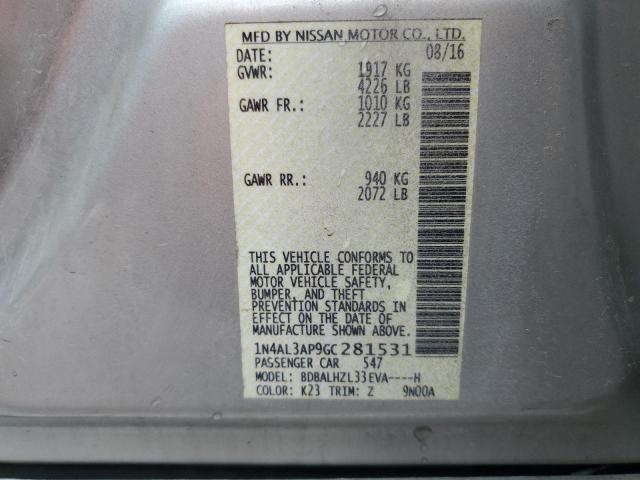 MFD BY NISSAN MOTOR CO., LTD.
DATE: 08/16
GVWR: 1917 KG
4226 LB
GAWR FR.: 1010 KG
2227 LB
GAWR RR.: 940 KG
2072 LB
THIS VEHICLE CONFORMS TO
ALL APPLICABLE FEDERAL
MOTOR VEHICLE SAFETY,
BUMPER, AND THEFT
PREVENTION STANDARDS IN
EFFECT ON THE DATE OF
MANUFACTURE SHOWN ABOVE.
1N4AL3AP9GC281531
PASSENGER CAR 547
MODEL: BDBALHZL33EVA----H
COLOR: K23 TRIM: Z 9N00A